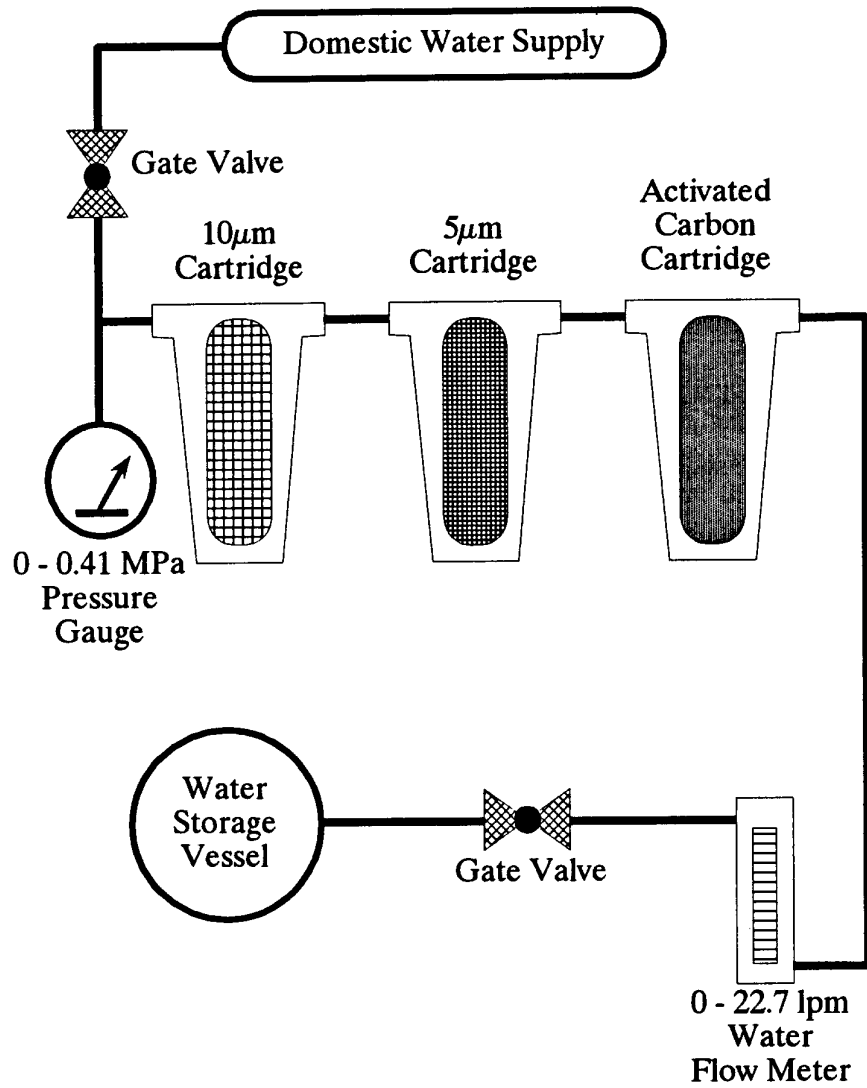 Domestic Water Supply
Gate Valve
10μm
Cartridge
5μm
Cartridge
Activated
Carbon
Cartridge
0 - 0.41 MPa
Pressure
Gauge
Water
Storage
Vessel
Gate Valve
0 - 22.7 lpm
Water
Flow Meter